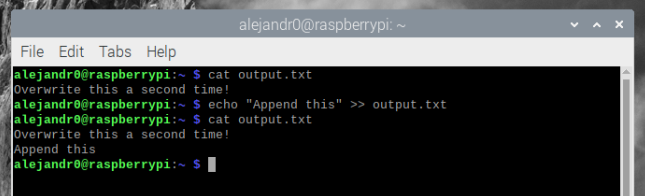 alejandr0@raspberrypi: ~
File Edit Tabs Help
alejandr0@raspberrypi:~ $ cat output.txt
Overwrite this a second time!
alejandr0@raspberrypi:~ $ echo "Append this" >> output.txt
alejandr0@raspberrypi:~ $ cat output.txt
Overwrite this a second time!
Append this
alejandr0@raspberrypi:~ $